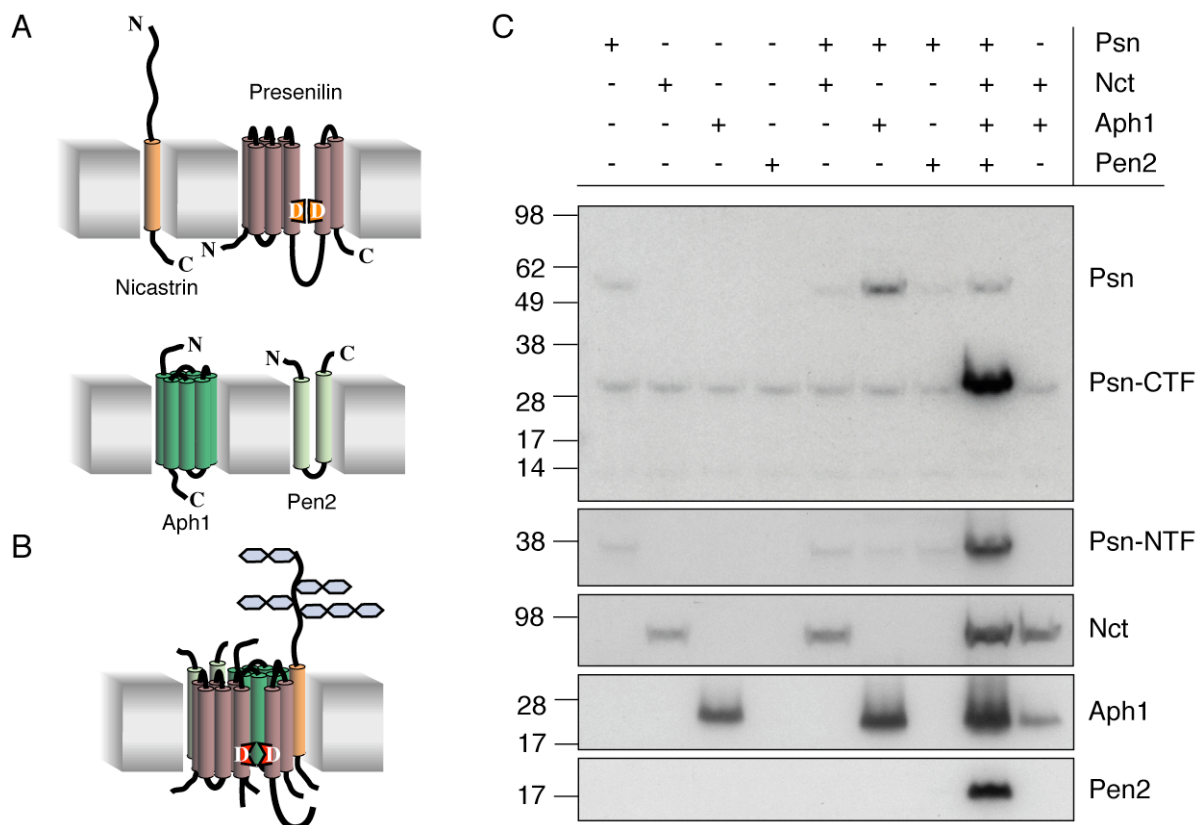 A
N
Presenilin
D D
N
C
C
Nicastrin
N
N
C
C
Aph1
Pen2
B
D D
C
+ - - - + + + + - Psn
- + - - + - - + + Nct
- - + - - + - + + Aph1
- - - + - - + + - Pen2
98
62
49
38
28
17
14
Psn
Psn-CTF
38
Psn-NTF
98
Nct
28
17
Aph1
17
Pen2